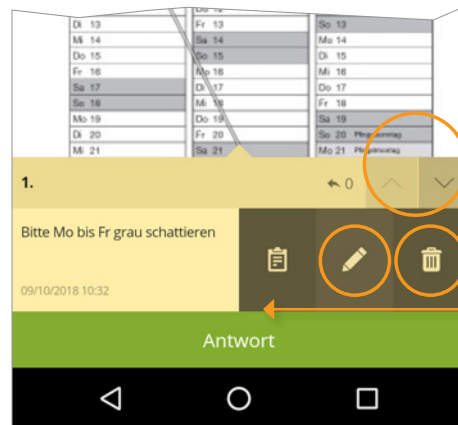 Di 13
Mi 14
Do 15
Fr 16
Sa 17
So 18
Mo 19
Di 20
Mi 21
Fr 13
Sa 14
So 15
Mo 16
Di 17
Mi 18
Do 19
Fr 20
Sa 21
So 13
Mo 14
Di 15
Mi 16
Do 17
Fr 18
Sa 19
So 20 Pfingstsonntag
Mo 21 Pfingstmontag
1.
0
Bitte Mo bis Fr grau schattieren
09/10/2018 10:32
Antwort